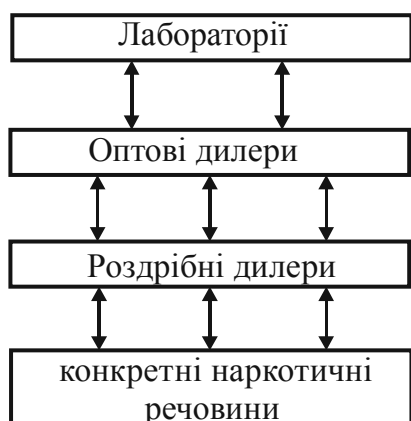 Лабораторії
Оптові дилери
Роздрібні дилери
конкретні наркотичні
речовини